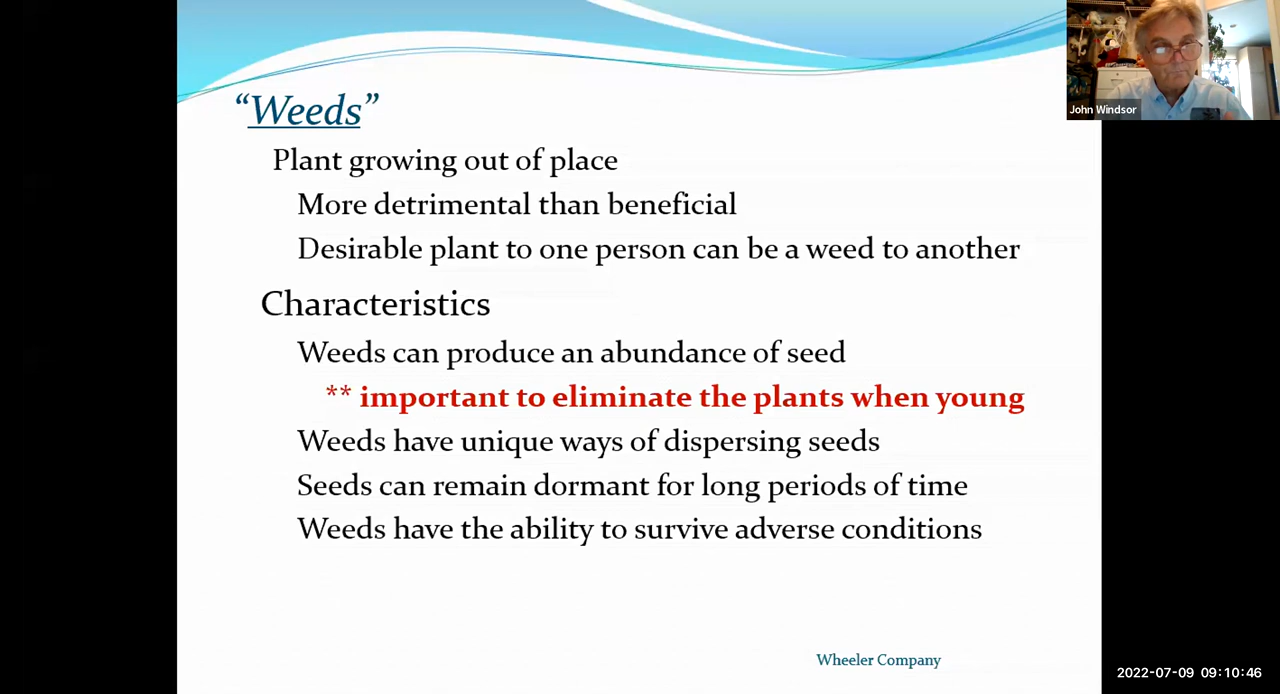 “Weeds”
John Windsor
Plant growing out of place
More detrimental than beneficial
Desirable plant to one person can be a weed to another
Characteristics
Weeds can produce an abundance of seed
** important to eliminate the plants when young
Weeds have unique ways of dispersing seeds
Seeds can remain dormant for long periods of time
Weeds have the ability to survive adverse conditions
Wheeler Company
2022-07-09 09:10:46